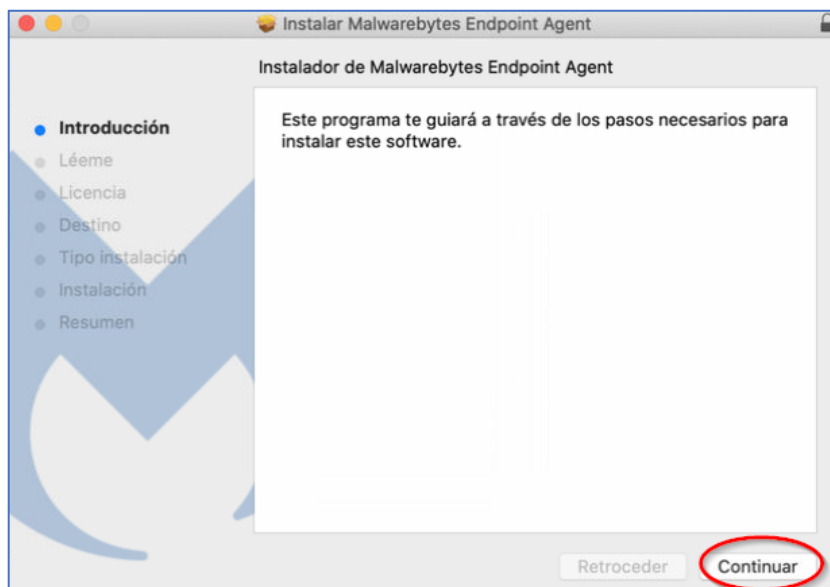 Instalar Malwarebytes Endpoint Agent
Instalador de Malwarebytes Endpoint Agent
Introducción
Léeme
Licencia
Destino
Tipo instalación
Instalación
Resumen
Este programa te guiará a través de los pasos necesarios para
instalar este software.
Retroceder
Continuar